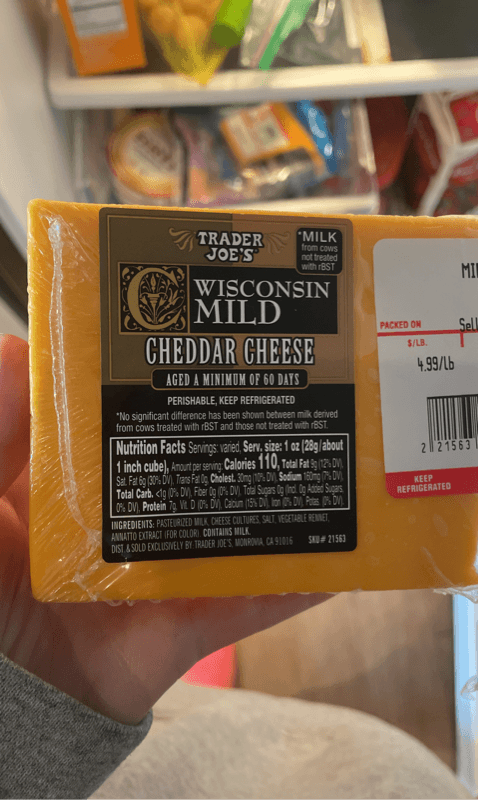 TRADER
JOE'S
*MILK
from cows
not treated
with rBST
WISCONSIN
MILD
CHEDDAR CHEESE
AGED A MINIMUM OF 60 DAYS
PERISHABLE, KEEP REFRIGERATED
*No significant difference has been shown between milk derived
from cows treated with rBST and those not treated with rBST.
Nutrition Facts Servings: varied, Serv. size: 1 oz (28g/about
1 inch cube), Amount per serving: Calories 110, Total Fat 9g (12% DV),
Sat. Fat 6g (30% DV), Trans Fat 0g, Cholest. 30mg (10% DV), Sodium 160mg (7% DV),
Total Carb. <1g (0% DV), Fiber 0g (0% DV), Total Sugars 0g (Incl. 0g Added Sugars,
0% DV), Protein 7g, Vit. D (0% DV), Calcium (15% DV), Iron (0% DV), Potas. (0% DV).
INGREDIENTS: PASTEURIZED MILK, CHEESE CULTURES, SALT, VEGETABLE RENNET,
ANNATTO EXTRACT (FOR COLOR). CONTAINS MILK.
DIST. & SOLD EXCLUSIVELY BY TRADER JOE'S, MONROVIA, CA 91016 SKU# 21563
MI
PACKED ON Sell
$/LB.
4.99/Lb
2 21563
KEEP
REFRIGERATED